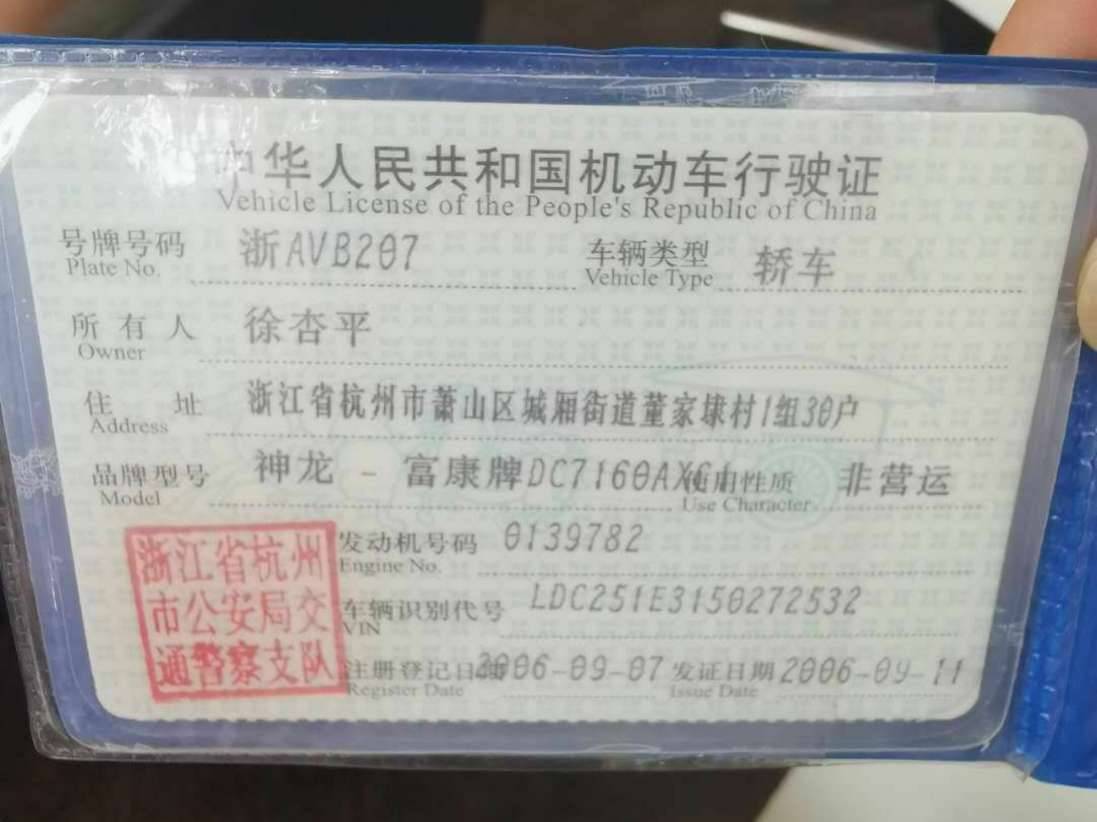 中华人民共和国机动车行驶证
Vehicle License of the People's Republic of China
号牌号码 浙AVB207 车辆类型 轿车
Plate No. Vehicle Type
所有人 徐杏平
Owner
住址 浙江省杭州市萧山区城厢街道董家埭村1组30户
Address
品牌型号 神龙-富康牌DC7160AXC 使用性质 非营运
Model Use Character
浙江省杭州
市公安局交
通警察支队
发动机号码 0139782
Engine No.
车辆识别代号 LDC251E3150272532
VIN
注册登记日期 2006-09-07 发证日期 2006-09-11
Register Date Issue Date